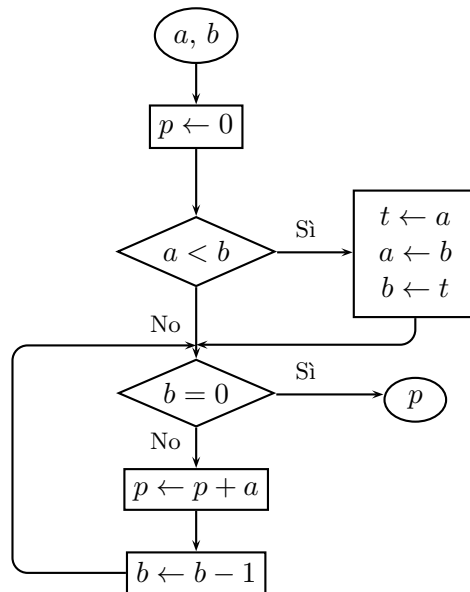 a, b
p ← 0
a < b
Sì
t ← a
a ← b
b ← t
No
b = 0
Sì
p
No
p ← p + a
b ← b − 1